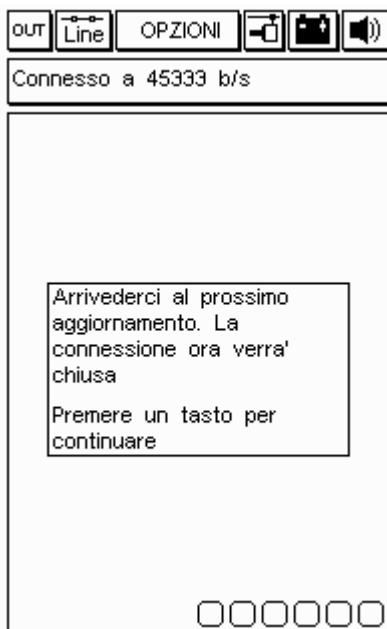 OUT Line OPZIONI
Connesso a 45333 b/s
Arrivederci al prossimo
aggiornamento. La
connessione ora verra'
chiusa
Premere un tasto per
continuare